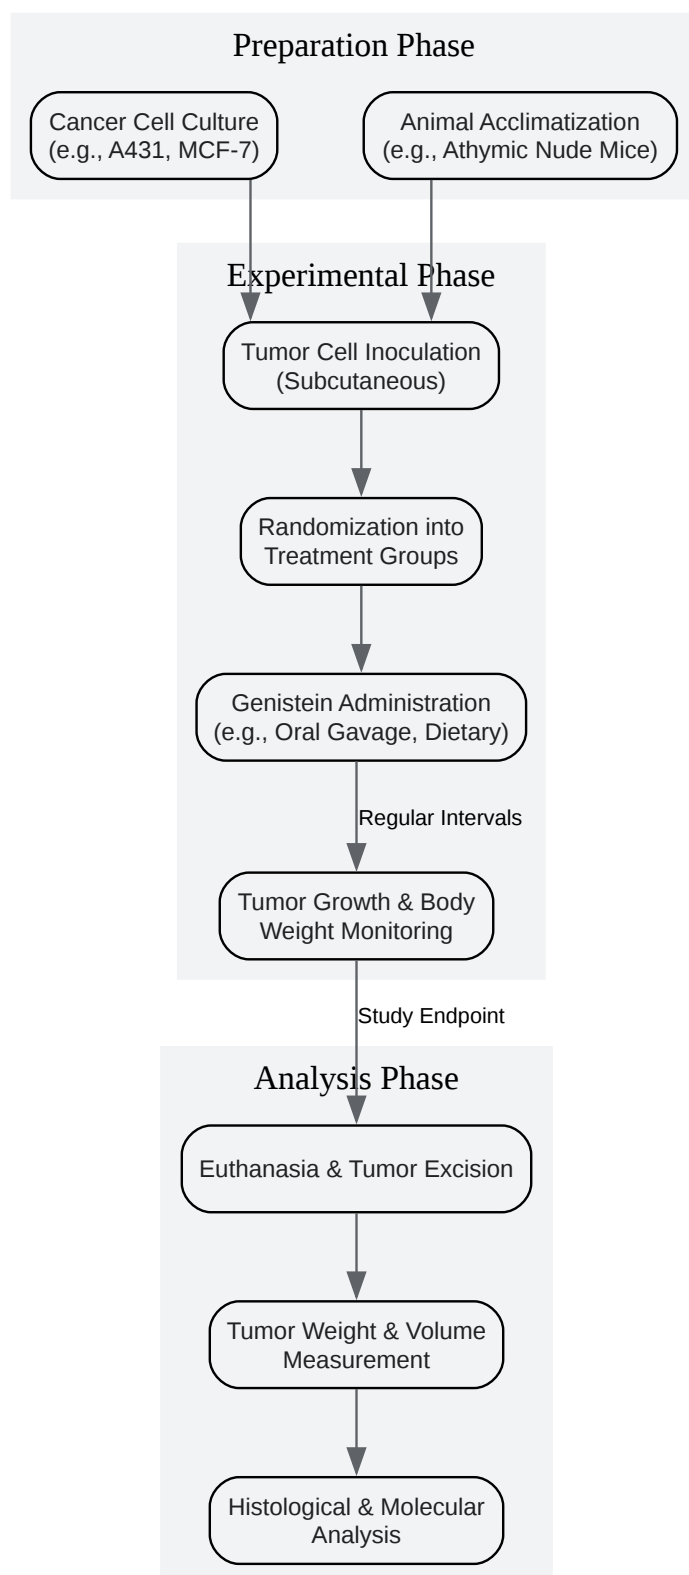 Preparation Phase
Cancer Cell Culture
(e.g., A431, MCF-7)
Animal Acclimatization
(e.g., Athymic Nude Mice)
Experimental Phase
Tumor Cell Inoculation
(Subcutaneous)
Randomization into
Treatment Groups
Genistein Administration
(e.g., Oral Gavage, Dietary)
Regular Intervals
Tumor Growth & Body
Weight Monitoring
Study Endpoint
Analysis Phase
Euthanasia & Tumor Excision
Tumor Weight & Volume
Measurement
Histological & Molecular
Analysis